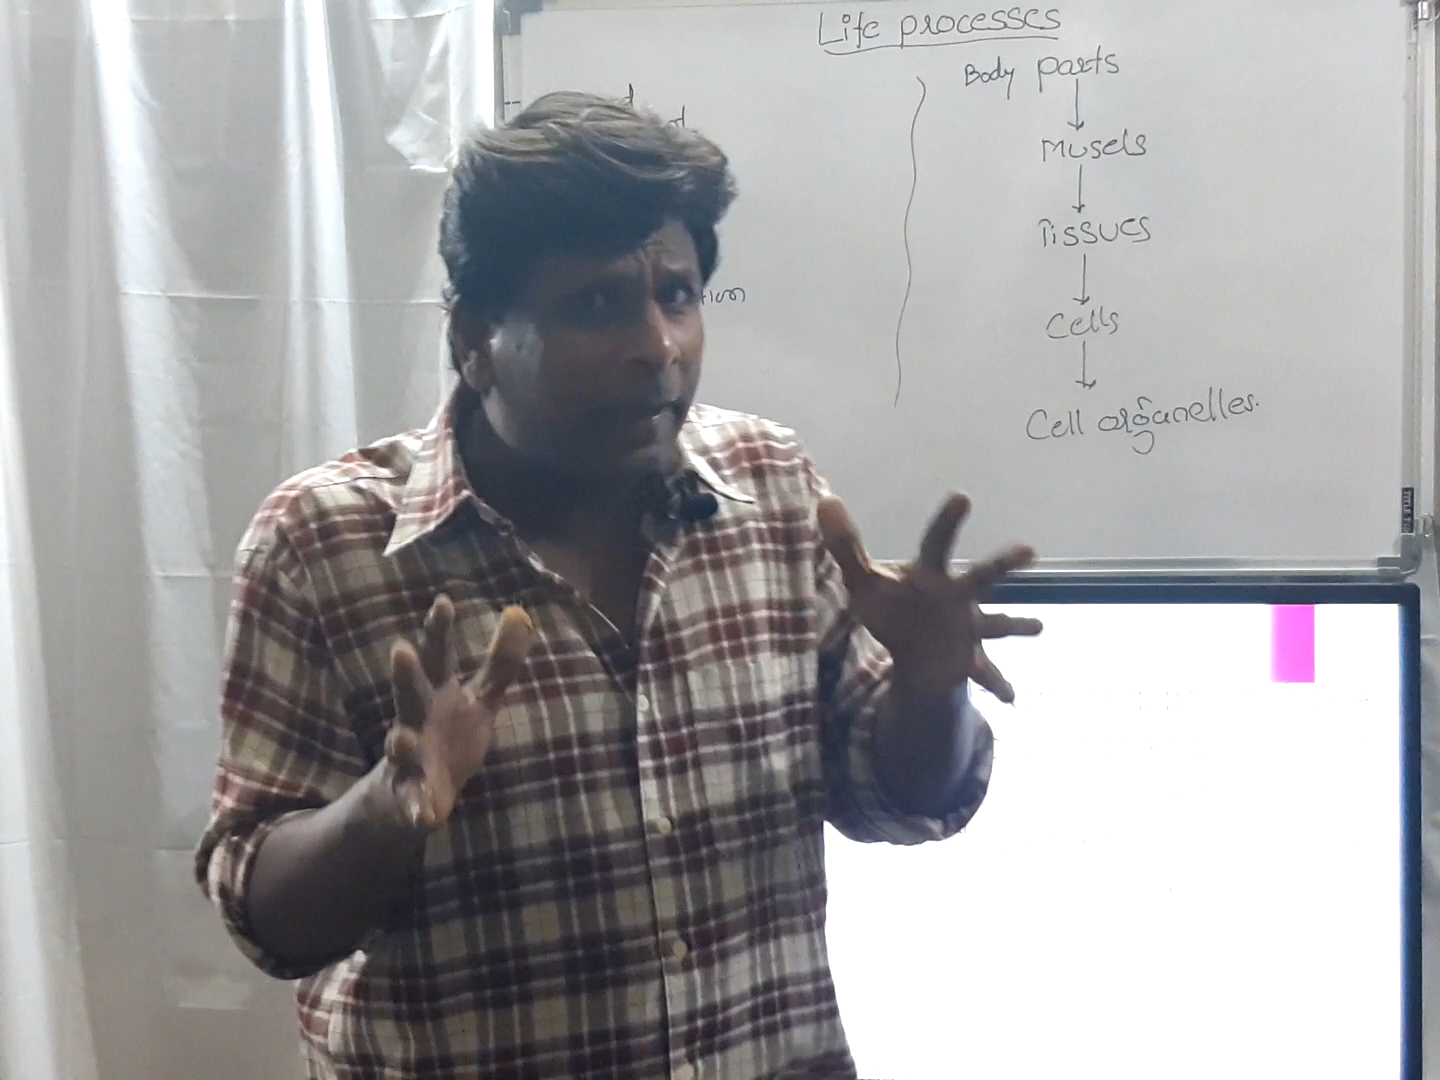 Life processes
Body parts
Musels
Tissues
Cells
Cell organelles.